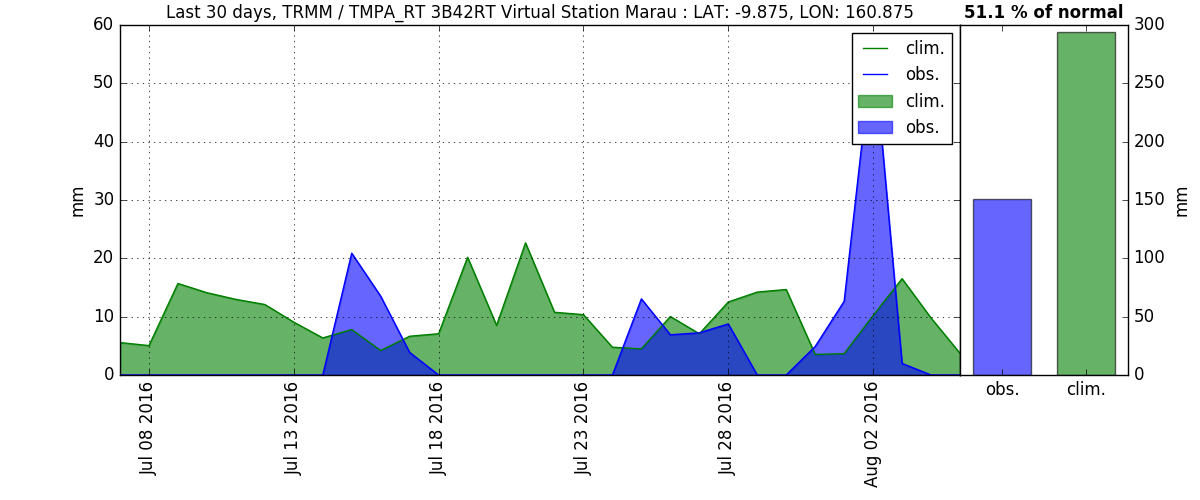 Last 30 days, TRMM / TMPA_RT 3B42RT Virtual Station Marau : LAT: -9.875, LON: 160.875
51.1 % of normal
60
50
40
30
20
10
0
mm
clim.
obs.
clim.
obs.
Jul 08 2016
Jul 13 2016
Jul 18 2016
Jul 23 2016
Jul 28 2016
Aug 02 2016
300
250
200
150
100
50
0
mm
obs.
clim.